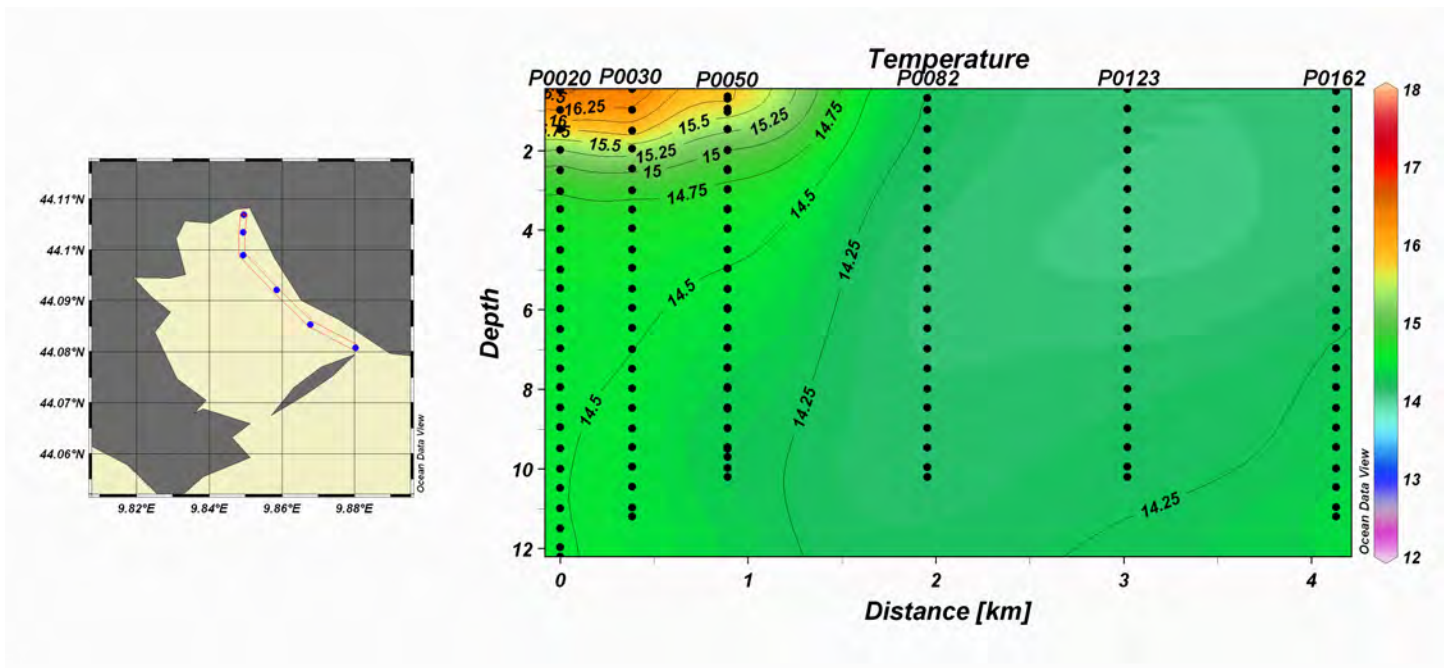 44.11°N
44.1°N
44.09°N
44.08°N
44.07°N
44.06°N
9.82°E 9.84°E 9.86°E 9.88°E
Ocean Data View
Temperature
P0020 P0030 P0050 P0082 P0123 P0162
16.25
15.5
15.25
14.75
15.5
15.25
15
15
14.75
14.5
14.25
14.5
14.5
14.25
14.25
Depth
2
4
6
8
10
12
0 1 2 3 4
Distance [km]
Ocean Data View
18
17
16
15
14
13
12